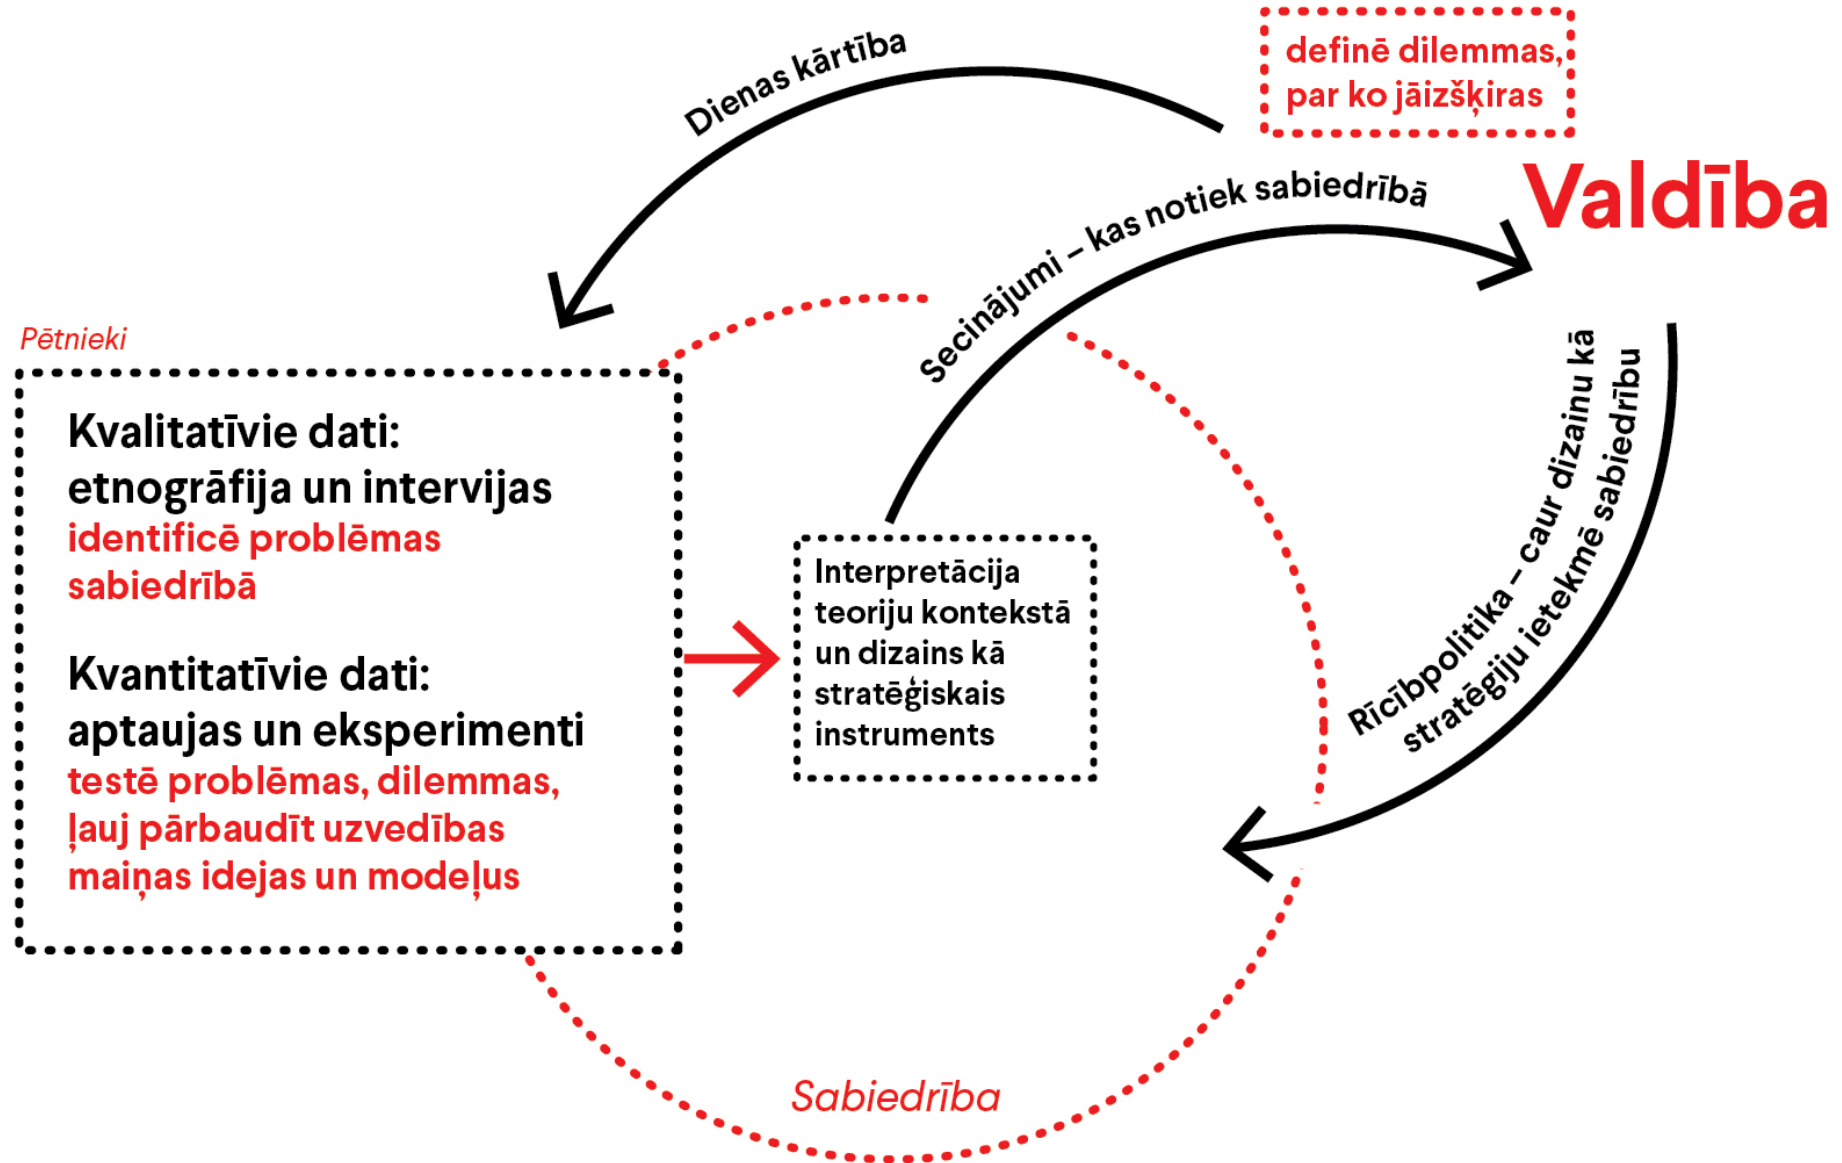 Dienas kārtība
definē dilemmas,
par ko jāizšķiras
Valdība
Secinājumi – kas notiek sabiedrībā
Rīcībpolitika – caur dizainu kā
stratēgiju ietekmē sabiedrību
Pētnieki
Kvalitatīvie dati:
etnogrāfija un intervijas
identificē problēmas
sabiedrībā
Kvantitatīvie dati:
aptaujas un eksperimenti
testē problēmas, dilemmas,
ļauj pārbaudīt uzvedības
maiņas idejas un modeļus
Interpretācija
teoriju kontekstā
un dizains kā
stratēģiskais
instruments
Sabiedrība